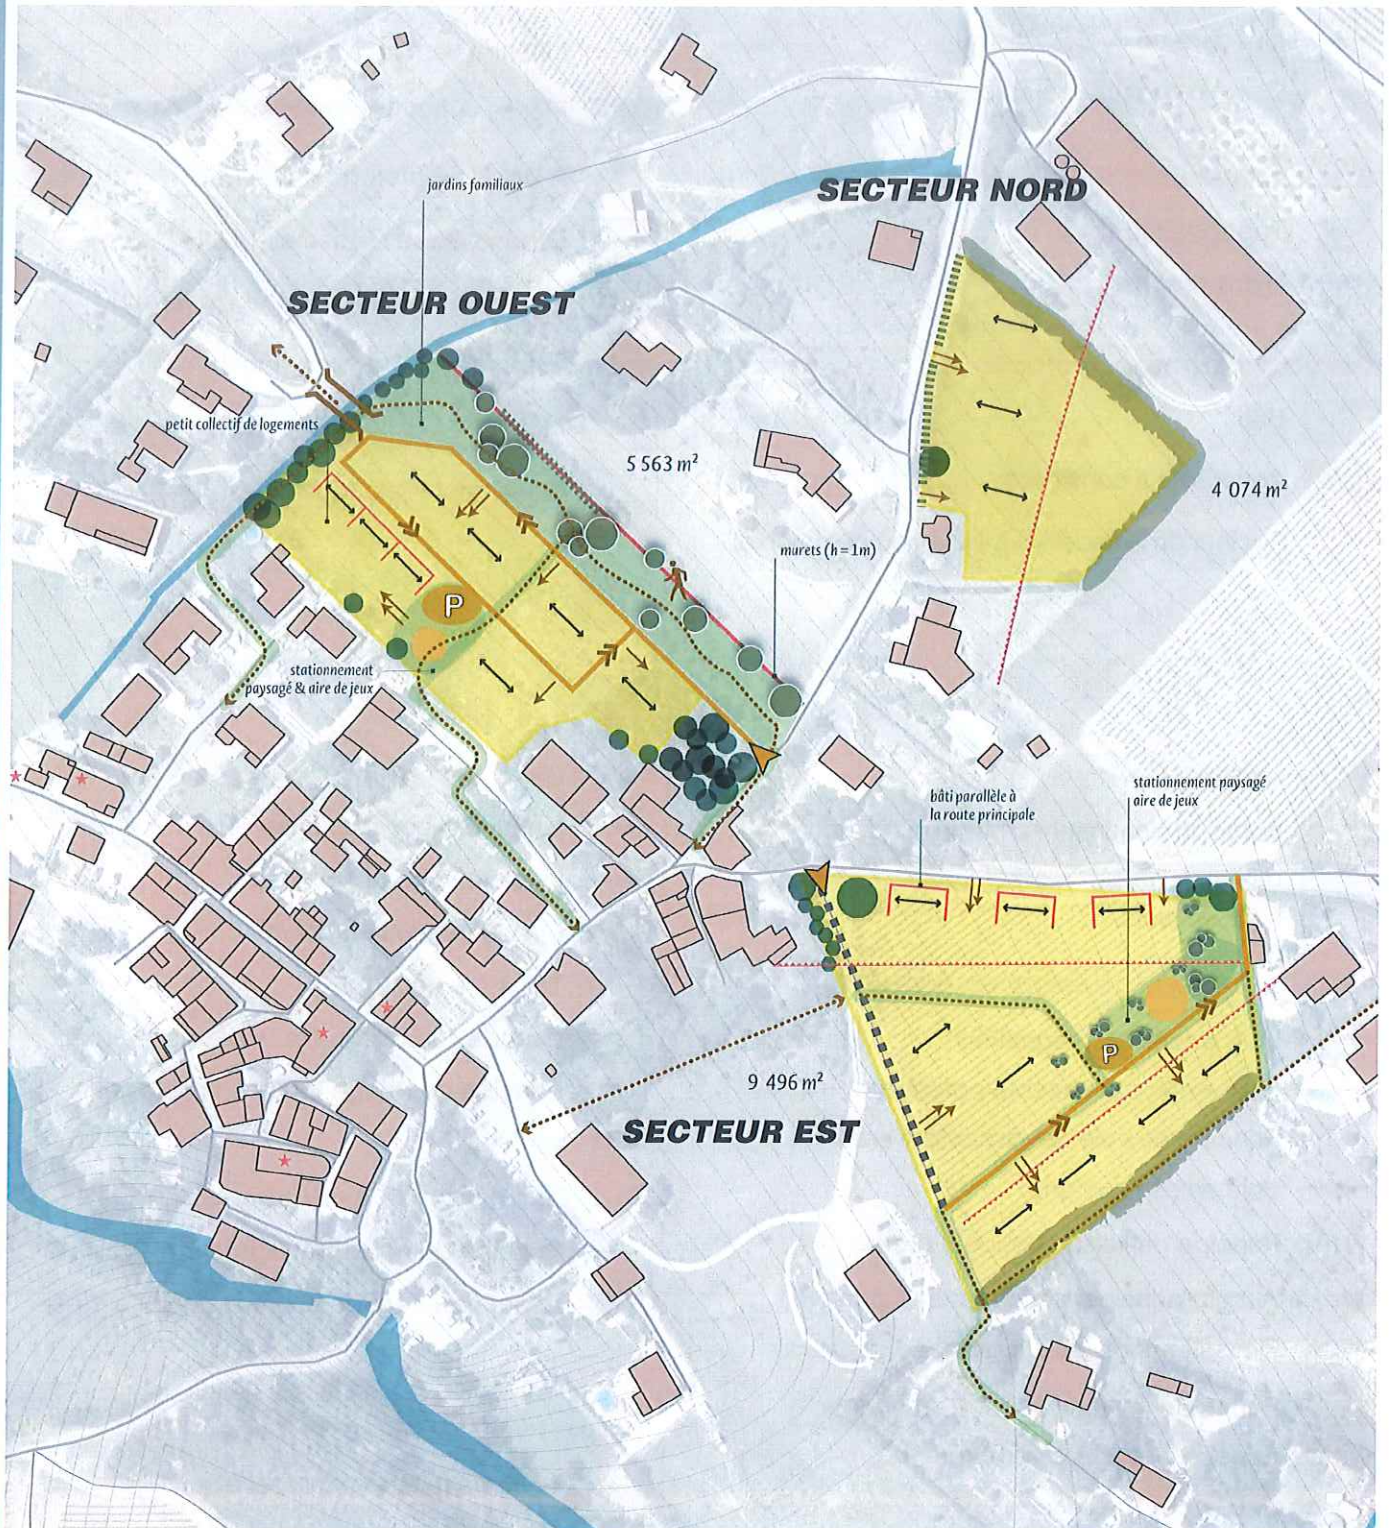 jardins familiaux
SECTEUR NORD
SECTEUR OUEST
petit collectif de logements
5 563 m²
4 074 m²
murets (h=1m)
P
stationnement
paysagé & aire de jeux
bâti parallèle à
la route principale
stationnement paysagé
aire de jeux
P
9 496 m²
SECTEUR EST